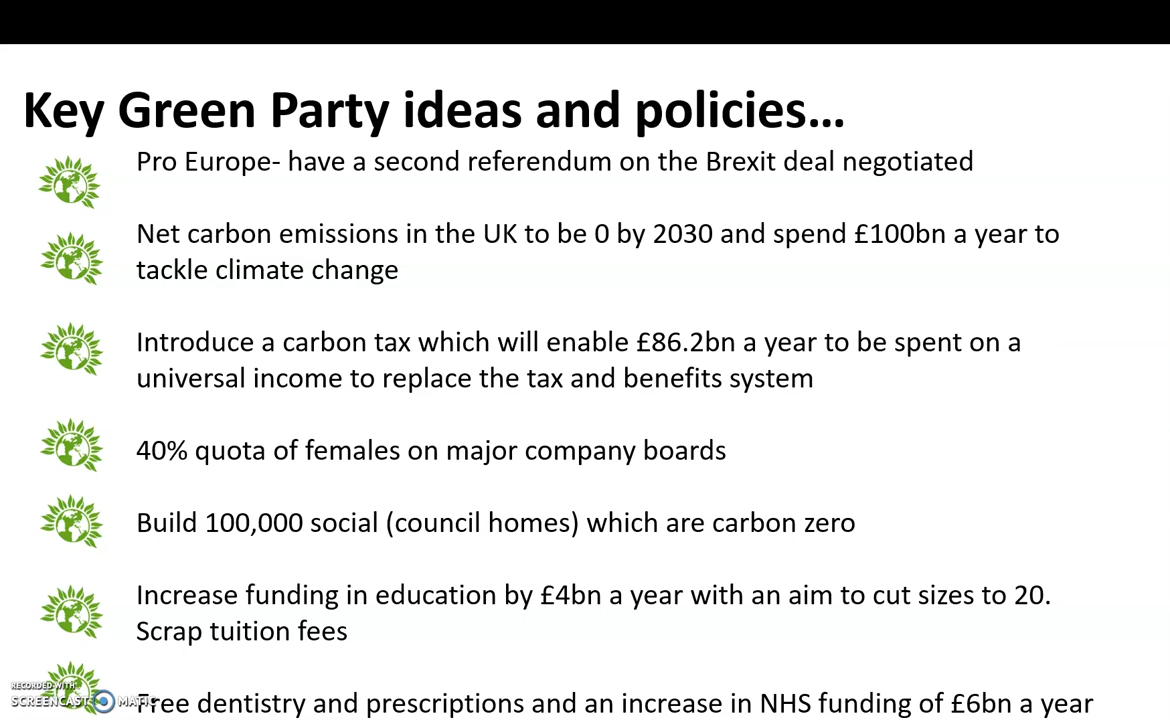 Key Green Party ideas and policies...
Pro Europe- have a second referendum on the Brexit deal negotiated
Net carbon emissions in the UK to be 0 by 2030 and spend £100bn a year to
tackle climate change
Introduce a carbon tax which will enable £86.2bn a year to be spent on a
universal income to replace the tax and benefits system
40% quota of females on major company boards
Build 100,000 social (council homes) which are carbon zero
Increase funding in education by £4bn a year with an aim to cut sizes to 20.
Scrap tuition fees
Free dentistry and prescriptions and an increase in NHS funding of £6bn a year
RECORDED WITH
SCREENCAST MATIC